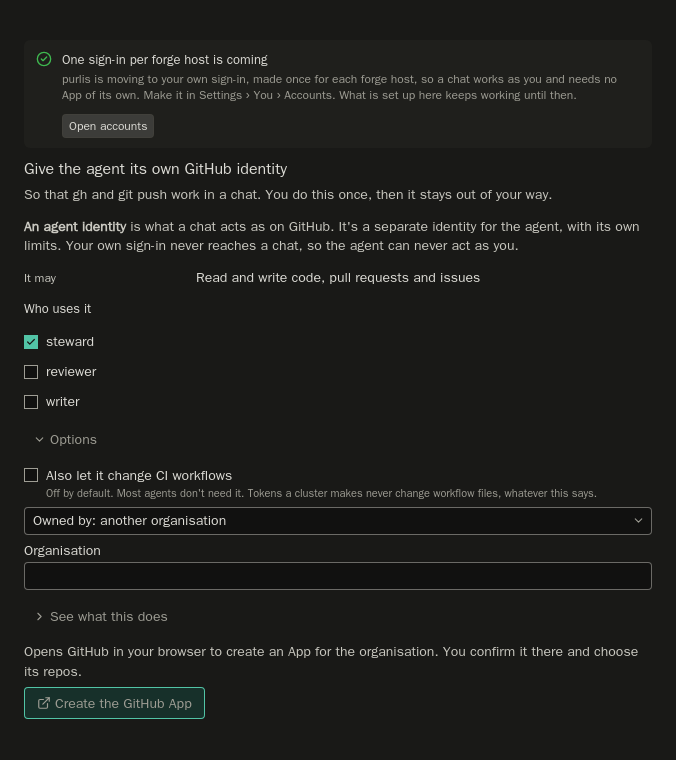 One sign-in per forge host is coming
purlis is moving to your own sign-in, made once for each forge host, so a chat works as you and needs no
App of its own. Make it in Settings › You › Accounts. What is set up here keeps working until then.
Open accounts
Give the agent its own GitHub identity
So that gh and git push work in a chat. You do this once, then it stays out of your way.
An agent identity is what a chat acts as on GitHub. It's a separate identity for the agent, with its own
limits. Your own sign-in never reaches a chat, so the agent can never act as you.
It may Read and write code, pull requests and issues
Who uses it
steward
reviewer
writer
Options
Also let it change CI workflows
Off by default. Most agents don't need it. Tokens a cluster makes never change workflow files, whatever this says.
Owned by: another organisation
Organisation
See what this does
Opens GitHub in your browser to create an App for the organisation. You confirm it there and choose
its repos.
Create the GitHub App